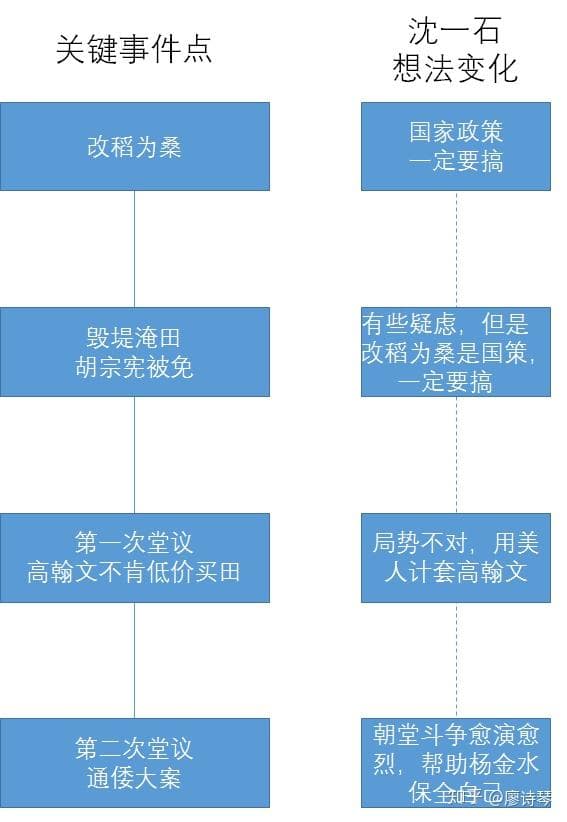 关键事件点
沈一石
想法变化
改稻为桑
国家政策
一定要搞
毁堤淹田
胡宗宪被免
有些疑虑，但是
改稻为桑是国策，
一定要搞
第一次堂议
高翰文不肯低价买田
局势不对，用美
人计套高翰文
第二次堂议
通倭大案
朝堂斗争愈演愈
烈，帮助杨金水
保全自己
知乎 @廖诗琴